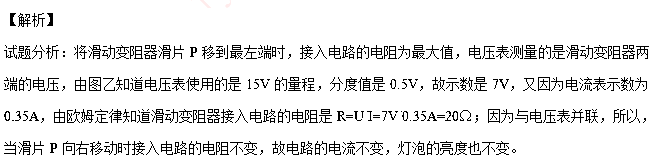 【解析】
试题分析：将滑动变阻器滑片 P 移到最左端时，接入电路的电阻为最大值，电压表测量的是滑动变阻器两
端的电压，由图乙知道电压表使用的是 15V 的量程，分度值是 0.5V，故示数是 7V，又因为电流表示数为
0.35A，由欧姆定律知道滑动变阻器接入电路的电阻是 R=U I=7V 0.35A=20Ω；因为与电压表并联，所以，
当滑片 P 向右移动时接入电路的电阻不变，故电路的电流不变，灯泡的亮度也不变。